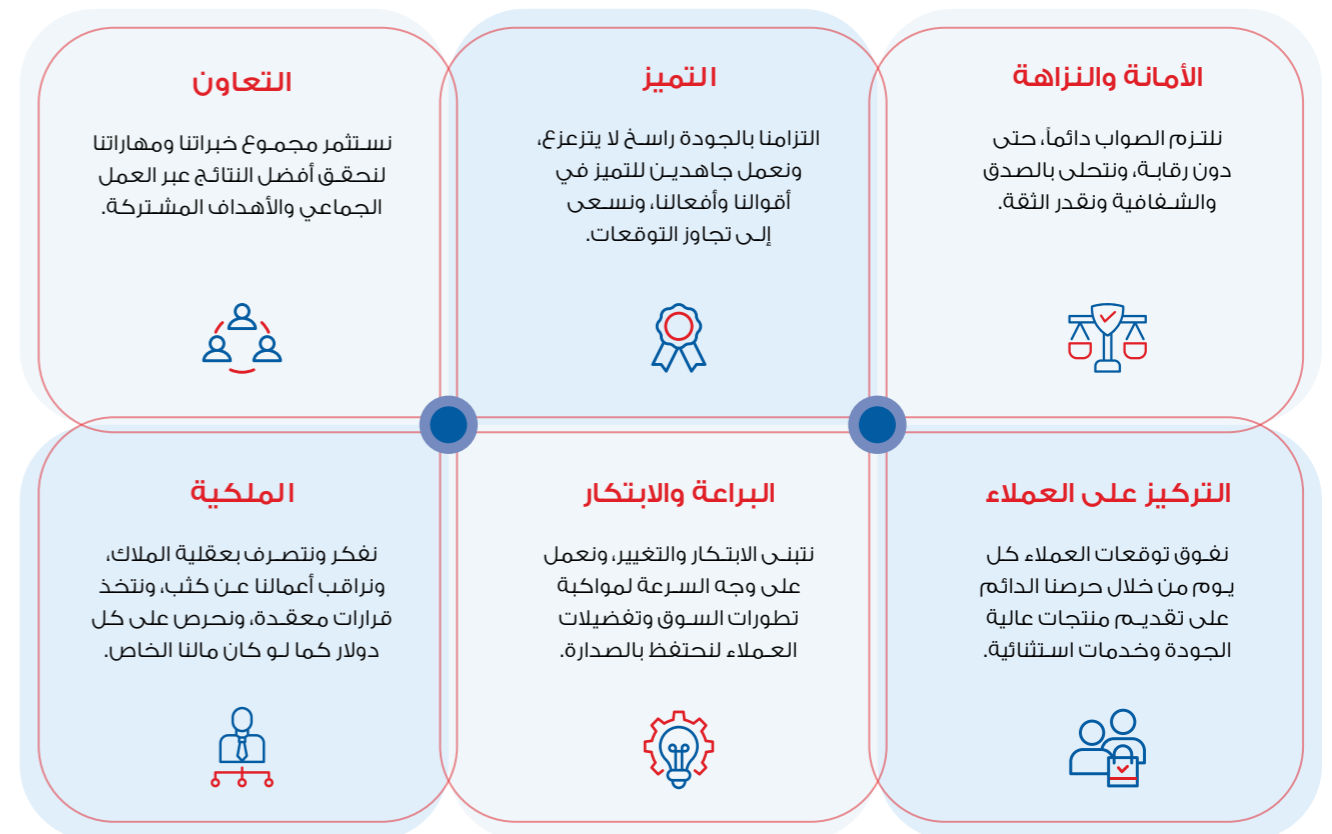 الأمانة والنزاهة
نلتزم الصواب دائماً، حتى
دون رقابة، ونتحلى بالصدق
والشفافية ونقدر الثقة.
التميز
التزامنا بالجودة راسخ لا يتزعزع،
ونعمل جاهدين للتميز في
أقوالنا وأفعالنا، ونسعى
إلى تجاوز التوقعات.
التعاون
نستثمر مجموع خبراتنا ومهاراتنا
لنحقق أفضل النتائج عبر العمل
الجماعي والأهداف المشتركة.
التركيز على العملاء
نفوق توقعات العملاء كل
يوم من خلال حرصنا الدائم
على تقديم منتجات عالية
الجودة وخدمات استثنائية.
البراعة والابتكار
نتبنى الابتكار والتغيير، ونعمل
على وجه السرعة لمواكبة
تطورات السوق وتفضيلات
العملاء لنحتفظ بالصدارة.
الملكية
نفكر ونتصرف بعقلية الملاك،
ونراقب أعمالنا عن كثب، ونتخذ
قرارات معقدة، ونحرص على كل
دولار كما لو كان مالنا الخاص.